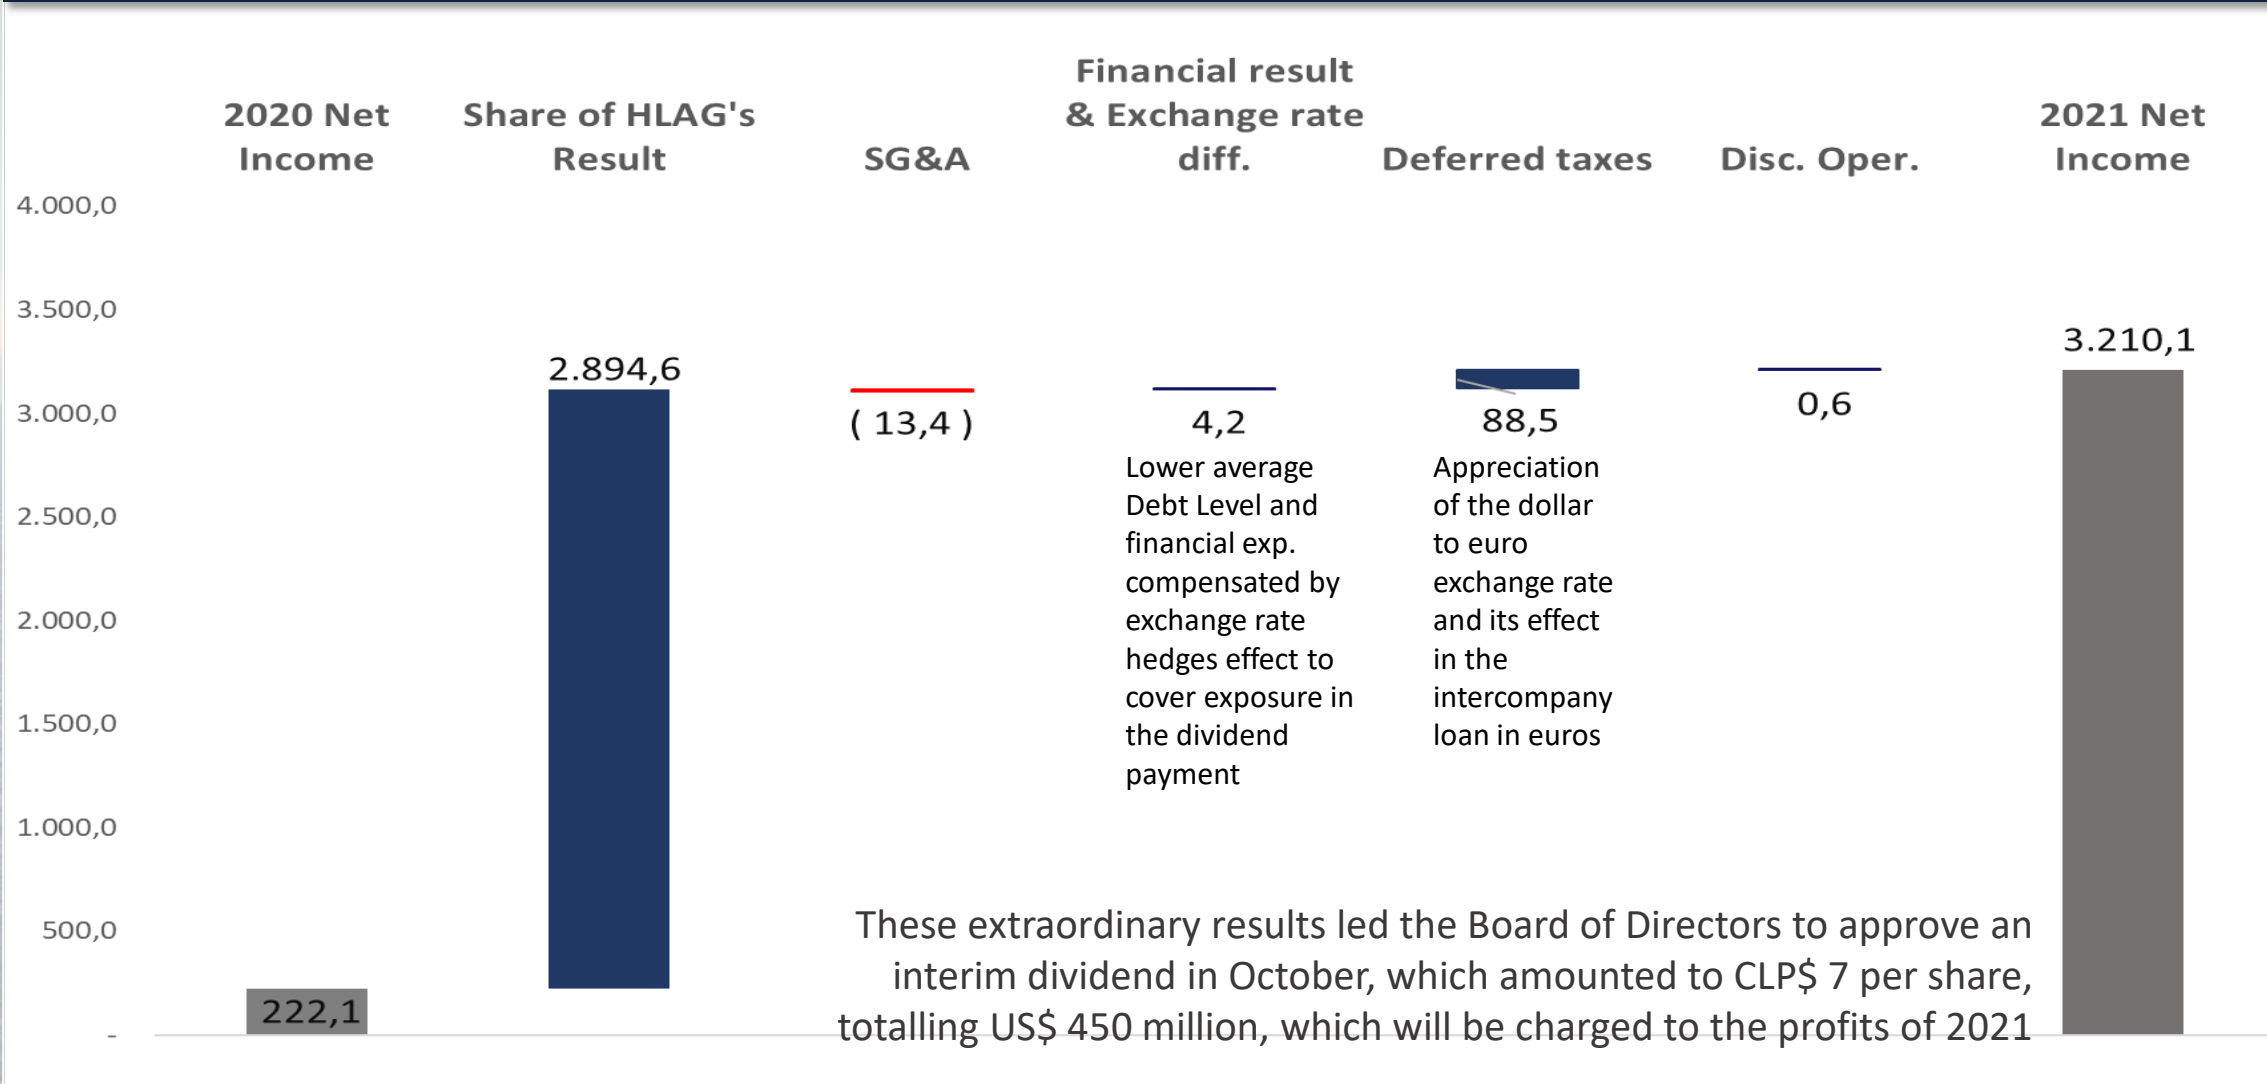 2020 Net
Income
Share of HLAG's
Result
SG&A
Financial result
& Exchange rate
diff.
Deferred taxes
Disc. Oper.
2021 Net
Income
4.000,0
3.500,0
3.000,0
2.500,0
2.000,0
1.500,0
1.000,0
500,0
-
222,1
2.894,6
( 13,4 )
4,2
88,5
0,6
3.210,1
Lower average
Debt Level and
financial exp.
compensated by
exchange rate
hedges effect to
cover exposure in
the dividend
payment
Appreciation
of the dollar
to euro
exchange rate
and its effect
in the
intercompany
loan in euros
These extraordinary results led the Board of Directors to approve an
interim dividend in October, which amounted to CLP$ 7 per share,
totalling US$ 450 million, which will be charged to the profits of 2021